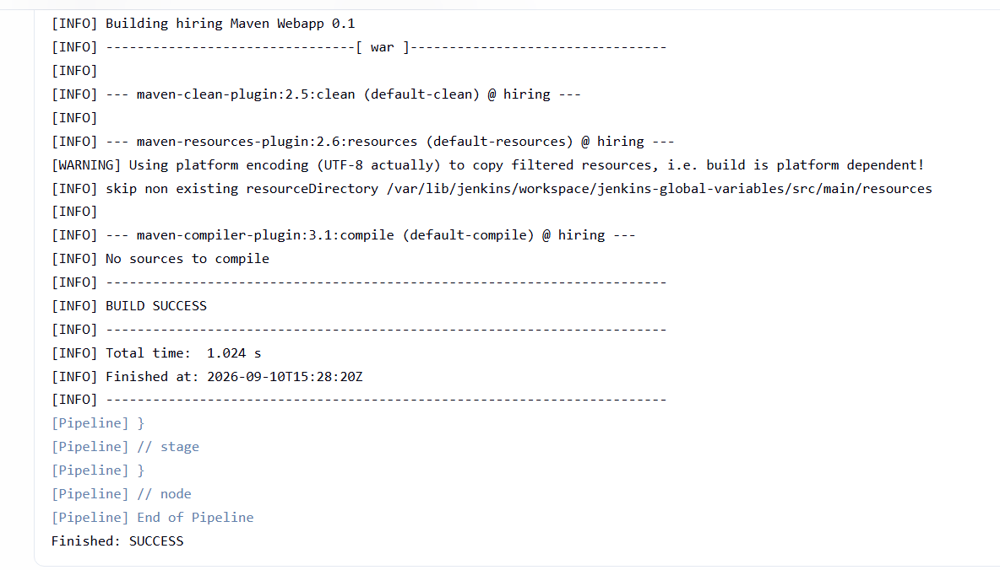 [INFO] Building hiring Maven Webapp 0.1
[INFO] --------------------------------[ war ]---------------------------------
[INFO]
[INFO] --- maven-clean-plugin:2.5:clean (default-clean) @ hiring ---
[INFO]
[INFO] --- maven-resources-plugin:2.6:resources (default-resources) @ hiring ---
[WARNING] Using platform encoding (UTF-8 actually) to copy filtered resources, i.e. build is platform dependent!
[INFO] skip non existing resourceDirectory /var/lib/jenkins/workspace/jenkins-global-variables/src/main/resources
[INFO]
[INFO] --- maven-compiler-plugin:3.1:compile (default-compile) @ hiring ---
[INFO] No sources to compile
[INFO] ------------------------------------------------------------------------
[INFO] BUILD SUCCESS
[INFO] ------------------------------------------------------------------------
[INFO] Total time:  1.024 s
[INFO] Finished at: 2026-09-10T15:28:20Z
[INFO] ------------------------------------------------------------------------
[Pipeline] }
[Pipeline] // stage
[Pipeline] }
[Pipeline] // node
[Pipeline] End of Pipeline
Finished: SUCCESS